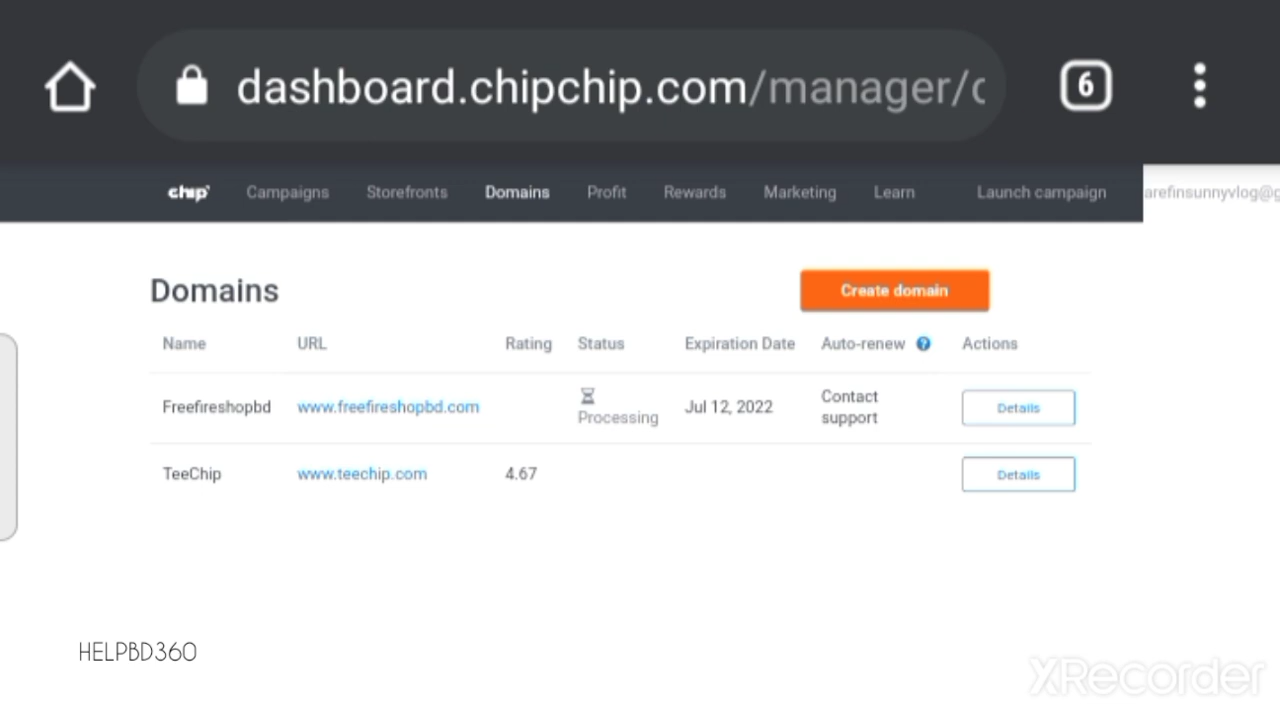 dashboard.chipchip.com/manager/
6
chip
Campaigns Storefronts Domains Profit Rewards Marketing Learn Launch campaign arefinsunnyvlog@g
Domains
Create domain
Name URL Rating Status Expiration Date Auto-renew ? Actions
Freefireshopbd www.freefireshopbd.com Processing Jul 12, 2022 Contact support Details
TeeChip www.teechip.com 4.67 Details
HELPBD360
XRecorder